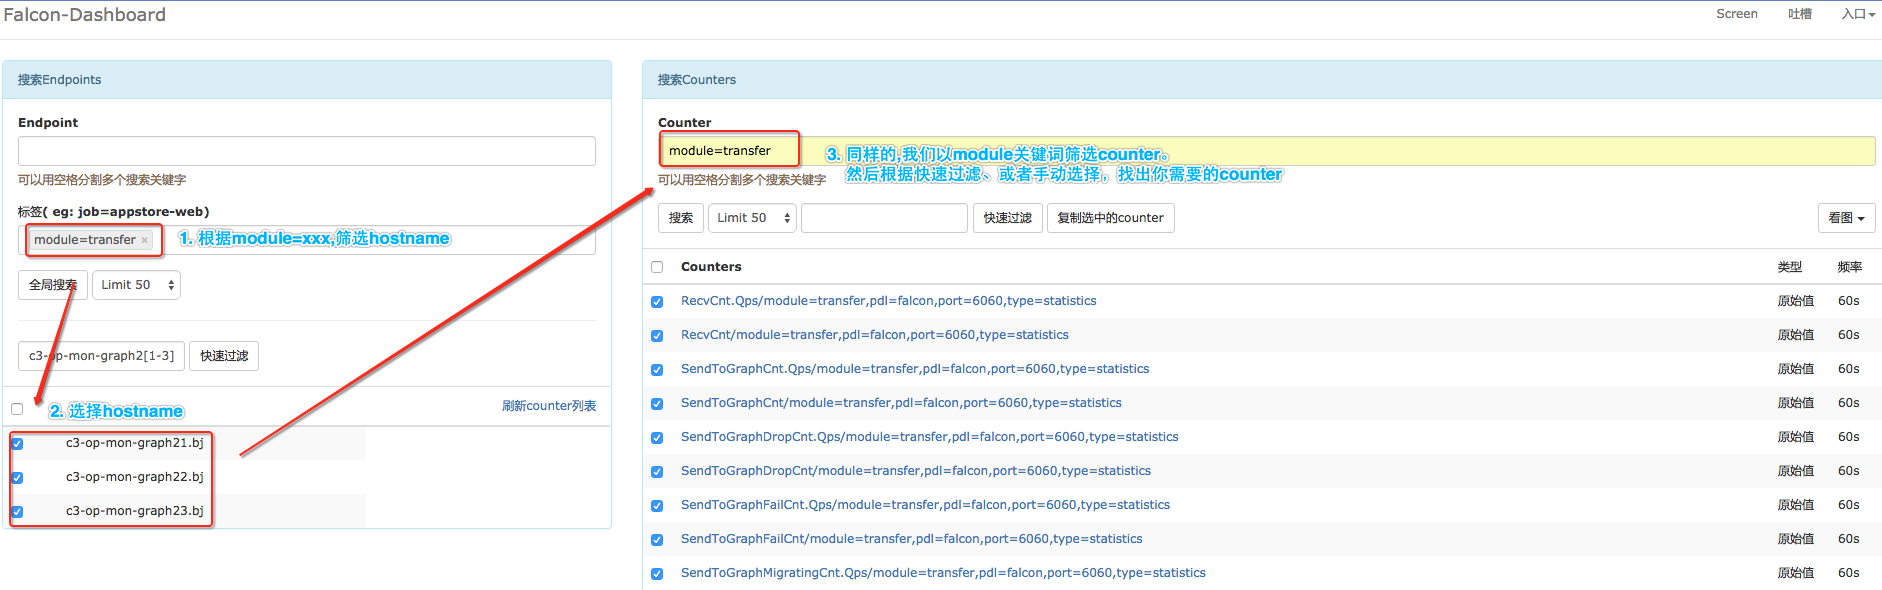 Falcon-Dashboard
Screen 吐槽 入口
搜索Endpoints
Endpoint
可以用空格分割多个搜索关键字
标签( eg: job=appstore-web)
module=transfer ×
1. 根据module=xxx,筛选hostname
全局搜索 Limit 50
c3-op-mon-graph2[1-3] 快速过滤
2. 选择hostname
刷新counter列表
c3-op-mon-graph21.bj
c3-op-mon-graph22.bj
c3-op-mon-graph23.bj
搜索Counters
Counter
module=transfer
3. 同样的,我们以module关键词筛选counter。
然后根据快速过滤、或者手动选择，找出你需要的counter
可以用空格分割多个搜索关键字
搜索 Limit 50 快速过滤 复制选中的counter 看图
Counters 类型 频率
RecvCnt.Qps/module=transfer,pdl=falcon,port=6060,type=statistics 原始值 60s
RecvCnt/module=transfer,pdl=falcon,port=6060,type=statistics 原始值 60s
SendToGraphCnt.Qps/module=transfer,pdl=falcon,port=6060,type=statistics 原始值 60s
SendToGraphCnt/module=transfer,pdl=falcon,port=6060,type=statistics 原始值 60s
SendToGraphDropCnt.Qps/module=transfer,pdl=falcon,port=6060,type=statistics 原始值 60s
SendToGraphDropCnt/module=transfer,pdl=falcon,port=6060,type=statistics 原始值 60s
SendToGraphFailCnt.Qps/module=transfer,pdl=falcon,port=6060,type=statistics 原始值 60s
SendToGraphFailCnt/module=transfer,pdl=falcon,port=6060,type=statistics 原始值 60s
SendToGraphMigratingCnt.Qps/module=transfer,pdl=falcon,port=6060,type=statistics 原始值 60s